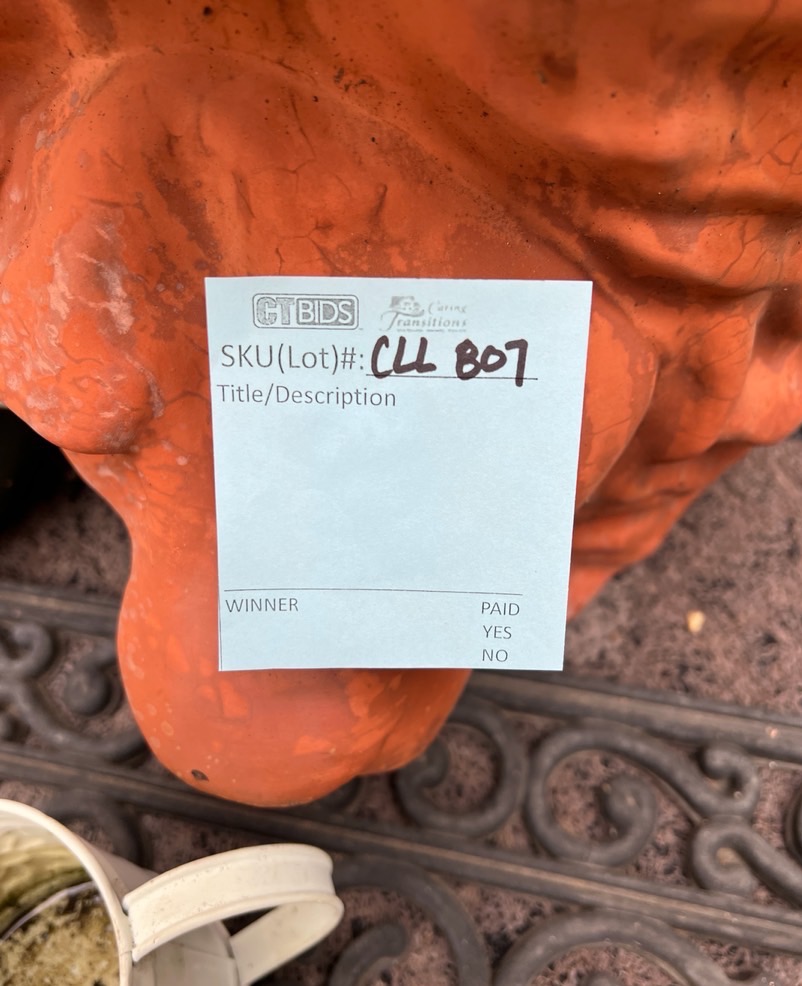 CTBIDS
Caring
Transitions
SKU(Lot)#: CLL 807
Title/Description
WINNER
PAID
YES
NO